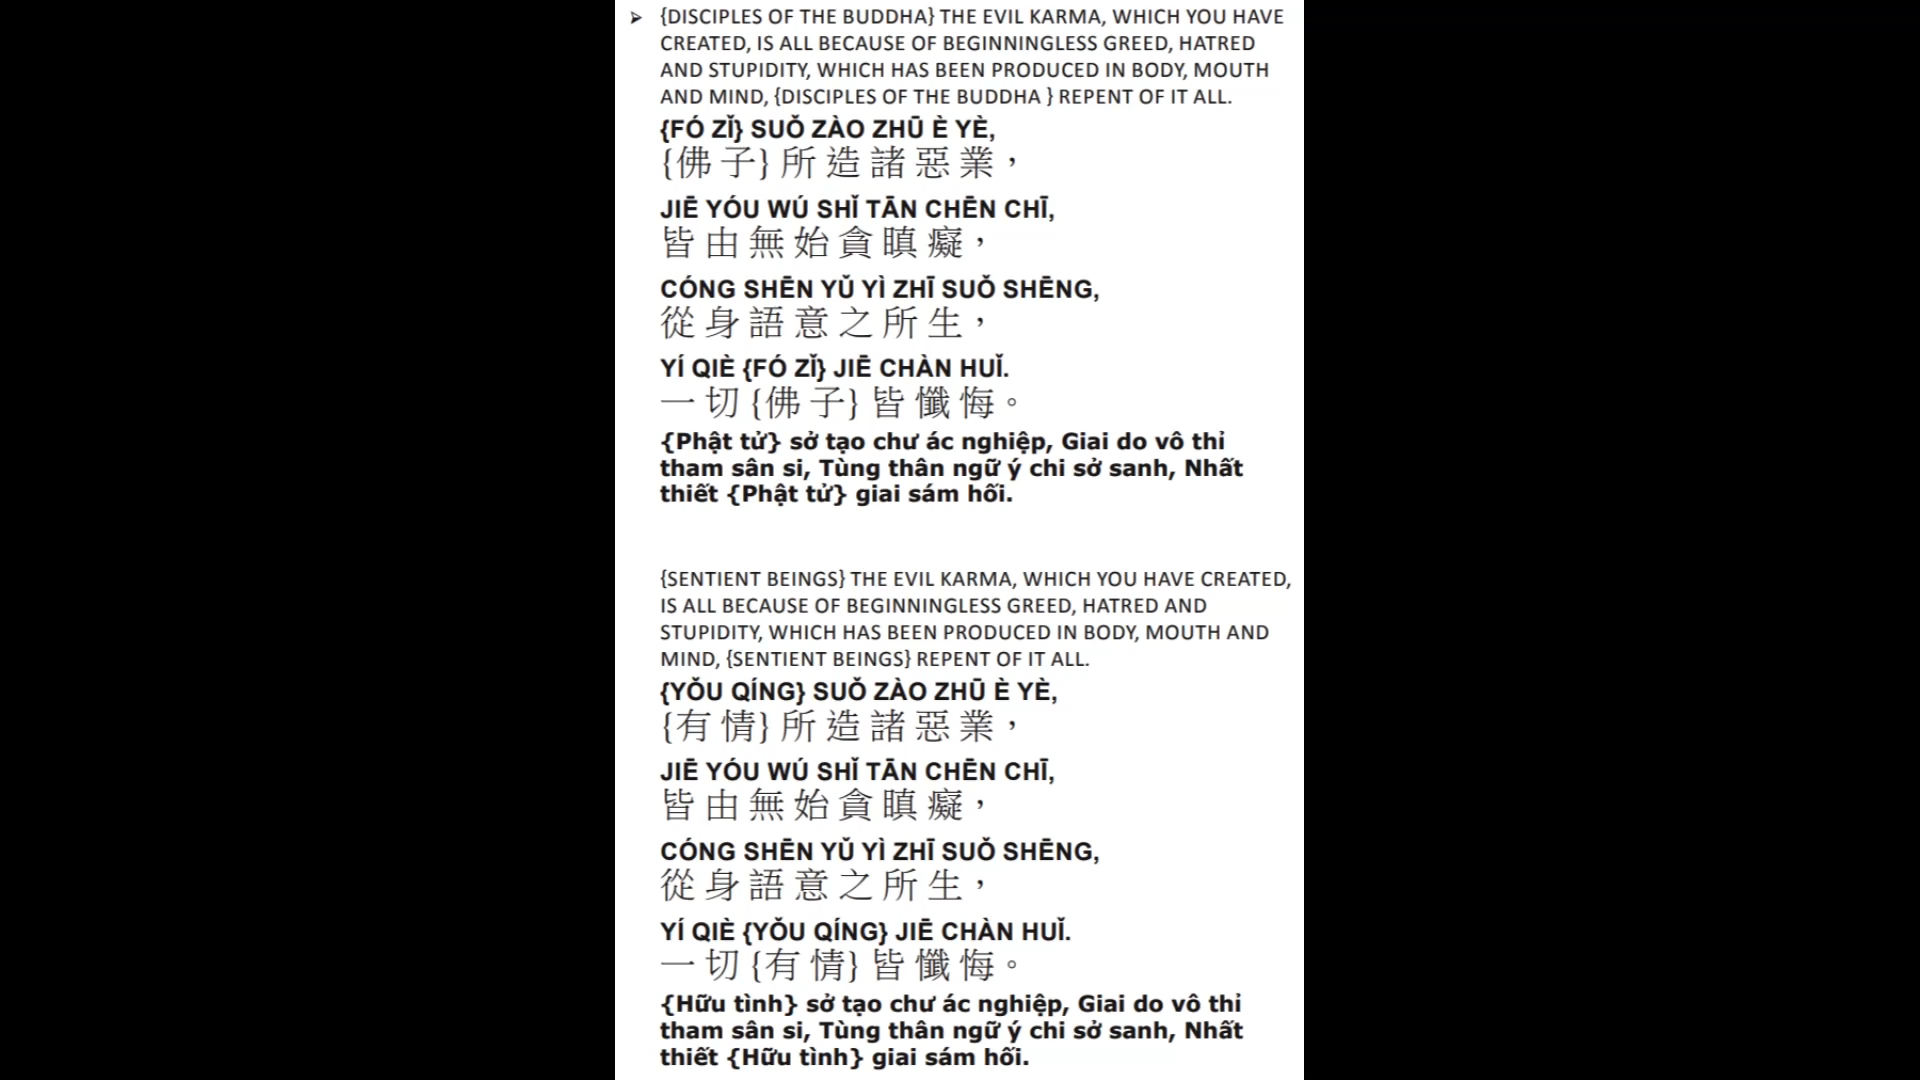 ➢ {DISCIPLES OF THE BUDDHA} THE EVIL KARMA, WHICH YOU HAVE
CREATED, IS ALL BECAUSE OF BEGINNINGLESS GREED, HATRED
AND STUPIDITY, WHICH HAS BEEN PRODUCED IN BODY, MOUTH
AND MIND, {DISCIPLES OF THE BUDDHA } REPENT OF IT ALL.
{FÓ ZǏ} SUǑ ZÀO ZHŪ È YÈ,
{佛 子} 所 造 諸 惡 業，
JIĒ YÓU WÚ SHǏ TĀN CHĒN CHĪ,
皆 由 無 始 貪 瞋 癡，
CÓNG SHĒN YǓ YÌ ZHĪ SUǑ SHĒNG,
從 身 語 意 之 所 生，
YÍ QIÈ {FÓ ZǏ} JIĒ CHÀN HUǏ.
一 切 {佛 子} 皆 懺 悔。
{Phật tử} sở tạo chư ác nghiệp, Giai do vô thỉ
tham sân si, Tùng thân ngữ ý chi sở sanh, Nhất
thiết {Phật tử} giai sám hối.
{SENTIENT BEINGS} THE EVIL KARMA, WHICH YOU HAVE CREATED,
IS ALL BECAUSE OF BEGINNINGLESS GREED, HATRED AND
STUPIDITY, WHICH HAS BEEN PRODUCED IN BODY, MOUTH AND
MIND, {SENTIENT BEINGS} REPENT OF IT ALL.
{YǑU QÍNG} SUǑ ZÀO ZHŪ È YÈ,
{有 情} 所 造 諸 惡 業，
JIĒ YÓU WÚ SHǏ TĀN CHĒN CHĪ,
皆 由 無 始 貪 瞋 癡，
CÓNG SHĒN YǓ YÌ ZHĪ SUǑ SHĒNG,
從 身 語 意 之 所 生，
YÍ QIÈ {YǑU QÍNG} JIĒ CHÀN HUǏ.
一 切 {有 情} 皆 懺 悔。
{Hữu tình} sở tạo chư ác nghiệp, Giai do vô thỉ
tham sân si, Tùng thân ngữ ý chi sở sanh, Nhất
thiết {Hữu tình} giai sám hối.